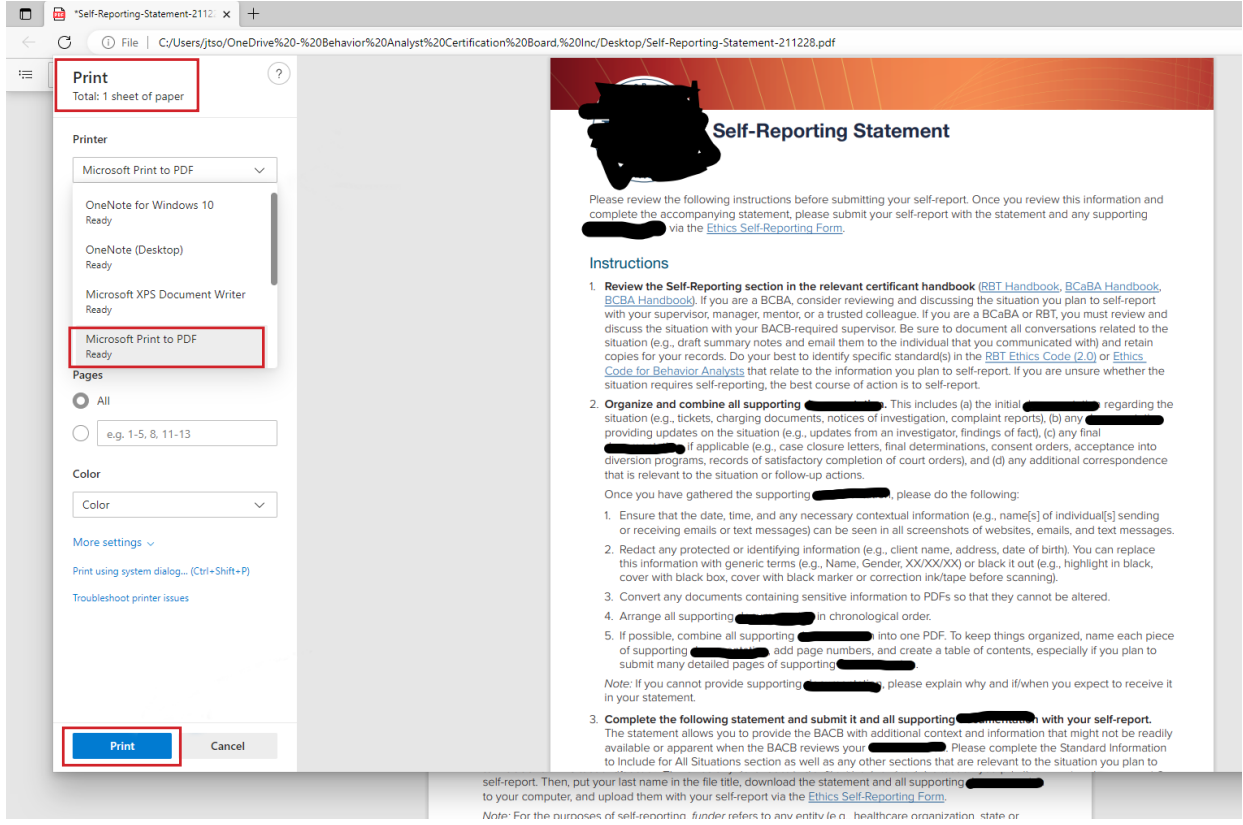 *Self-Reporting-Statement-2112
File | C:/Users/jtso/OneDrive%20-%20Behavior%20Analyst%20Certification%20Board,%20Inc/Desktop/Self-Reporting-Statement-211228.pdf
Print
?
Total: 1 sheet of paper
Printer
Microsoft Print to PDF
OneNote for Windows 10
Ready
OneNote (Desktop)
Ready
Microsoft XPS Document Writer
Ready
Microsoft Print to PDF
Ready
Pages
All
e.g. 1-5, 8, 11-13
Color
Color
More settings
Print using system dialog... (Ctrl+Shift+P)
Troubleshoot printer issues
Print
Cancel
Self-Reporting Statement
Please review the following instructions before submitting your self-report. Once you review this information and
complete the accompanying statement, please submit your self-report with the statement and any supporting
via the Ethics Self-Reporting Form.
Instructions
1. Review the Self-Reporting section in the relevant certificant handbook (RBT Handbook, BCaBA Handbook,
BCBA Handbook). If you are a BCBA, consider reviewing and discussing the situation you plan to self-report
with your supervisor, manager, mentor, or a trusted colleague. If you are a BCaBA or RBT, you must review and
discuss the situation with your BACB-required supervisor. Be sure to document all conversations related to the
situation (e.g., draft summary notes and email them to the individual that you communicated with) and retain
copies for your records. Do your best to identify specific standard(s) in the RBT Ethics Code (2.0) or Ethics
Code for Behavior Analysts that relate to the information you plan to self-report. If you are unsure whether the
situation requires self-reporting, the best course of action is to self-report.
2. Organize and combine all supporting . This includes (a) the initial regarding the
situation (e.g., tickets, charging documents, notices of investigation, complaint reports), (b) any
providing updates on the situation (e.g., updates from an investigator, findings of fact), (c) any final
if applicable (e.g., case closure letters, final determinations, consent orders, acceptance into
diversion programs, records of satisfactory completion of court orders), and (d) any additional correspondence
that is relevant to the situation or follow-up actions.
Once you have gathered the supporting , please do the following:
1. Ensure that the date, time, and any necessary contextual information (e.g., name[s] of individual[s] sending
or receiving emails or text messages) can be seen in all screenshots of websites, emails, and text messages.
2. Redact any protected or identifying information (e.g., client name, address, date of birth). You can replace
this information with generic terms (e.g., Name, Gender, XX/XX/XX) or black it out (e.g., highlight in black,
cover with black box, cover with black marker or correction ink/tape before scanning).
3. Convert any documents containing sensitive information to PDFs so that they cannot be altered.
4. Arrange all supporting in chronological order.
5. If possible, combine all supporting into one PDF. To keep things organized, name each piece
of supporting , add page numbers, and create a table of contents, especially if you plan to
submit many detailed pages of supporting .
Note: If you cannot provide supporting , please explain why and if/when you expect to receive it
in your statement.
3. Complete the following statement and submit it and all supporting with your self-report.
The statement allows you to provide the BACB with additional context and information that might not be readily
available or apparent when the BACB reviews your . Please complete the Standard Information
to Include for All Situations section as well as any other sections that are relevant to the situation you plan to
self-report. Then, put your last name in the file title, download the statement and all supporting
to your computer, and upload them with your self-report via the Ethics Self-Reporting Form.
Note: For the purposes of self-reporting, funder refers to any entity (e.g., healthcare organization, state or